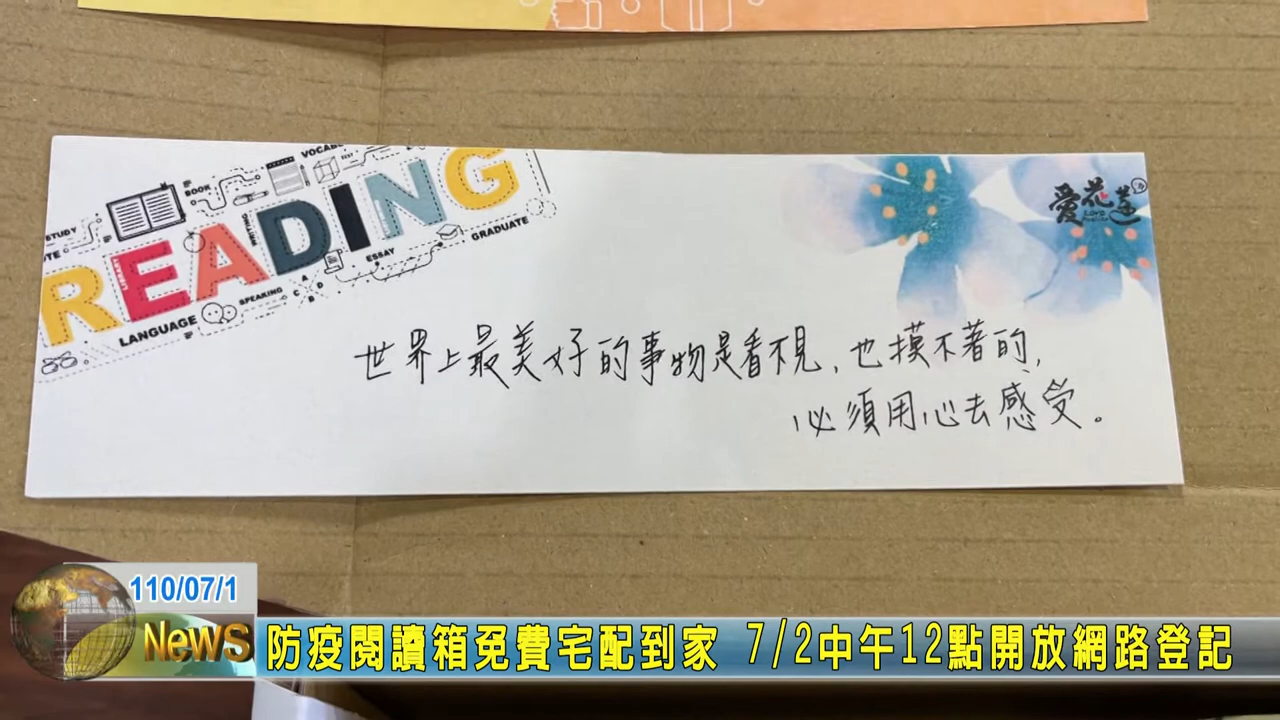 VOCAB
BOOK
STUDY
READING
GRADUATE
ESSAY
SPEAKING
A
C
B
D
LANGUAGE
愛花蓮
LOVE
世界上最美好的事物是看不見,也摸不著的,
必須用心去感受。
110/07/1
NewS
防疫閱讀箱免費宅配到家 7/2中午12點開放網路登記